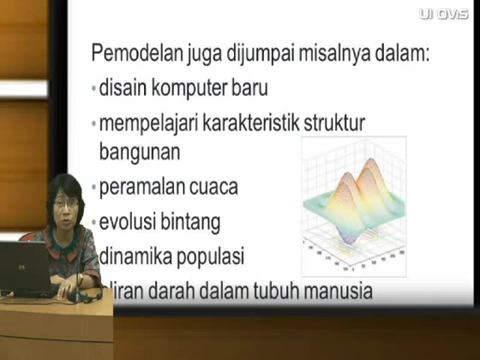 UI OVIS
Pemodelan juga dijumpai misalnya dalam:
• disain komputer baru
• mempelajari karakteristik struktur
bangunan
• peramalan cuaca
• evolusi bintang
dinamika populasi
aliran darah dalam tubuh manusia